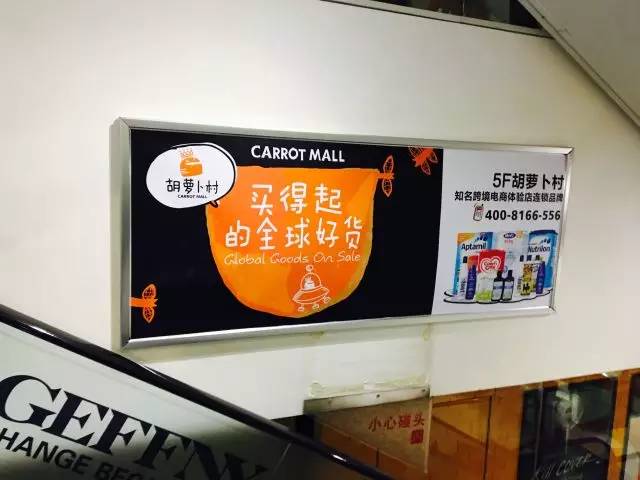 CARROT MALL
胡萝卜村
CARROT MALL
买得起
的全球好货
Global Goods On Sale
5F胡萝卜村
知名跨境电商体验店连锁品牌
400-8166-556
Aptamil
Nutrilon
小心碰头
GEFFNY
HANGE